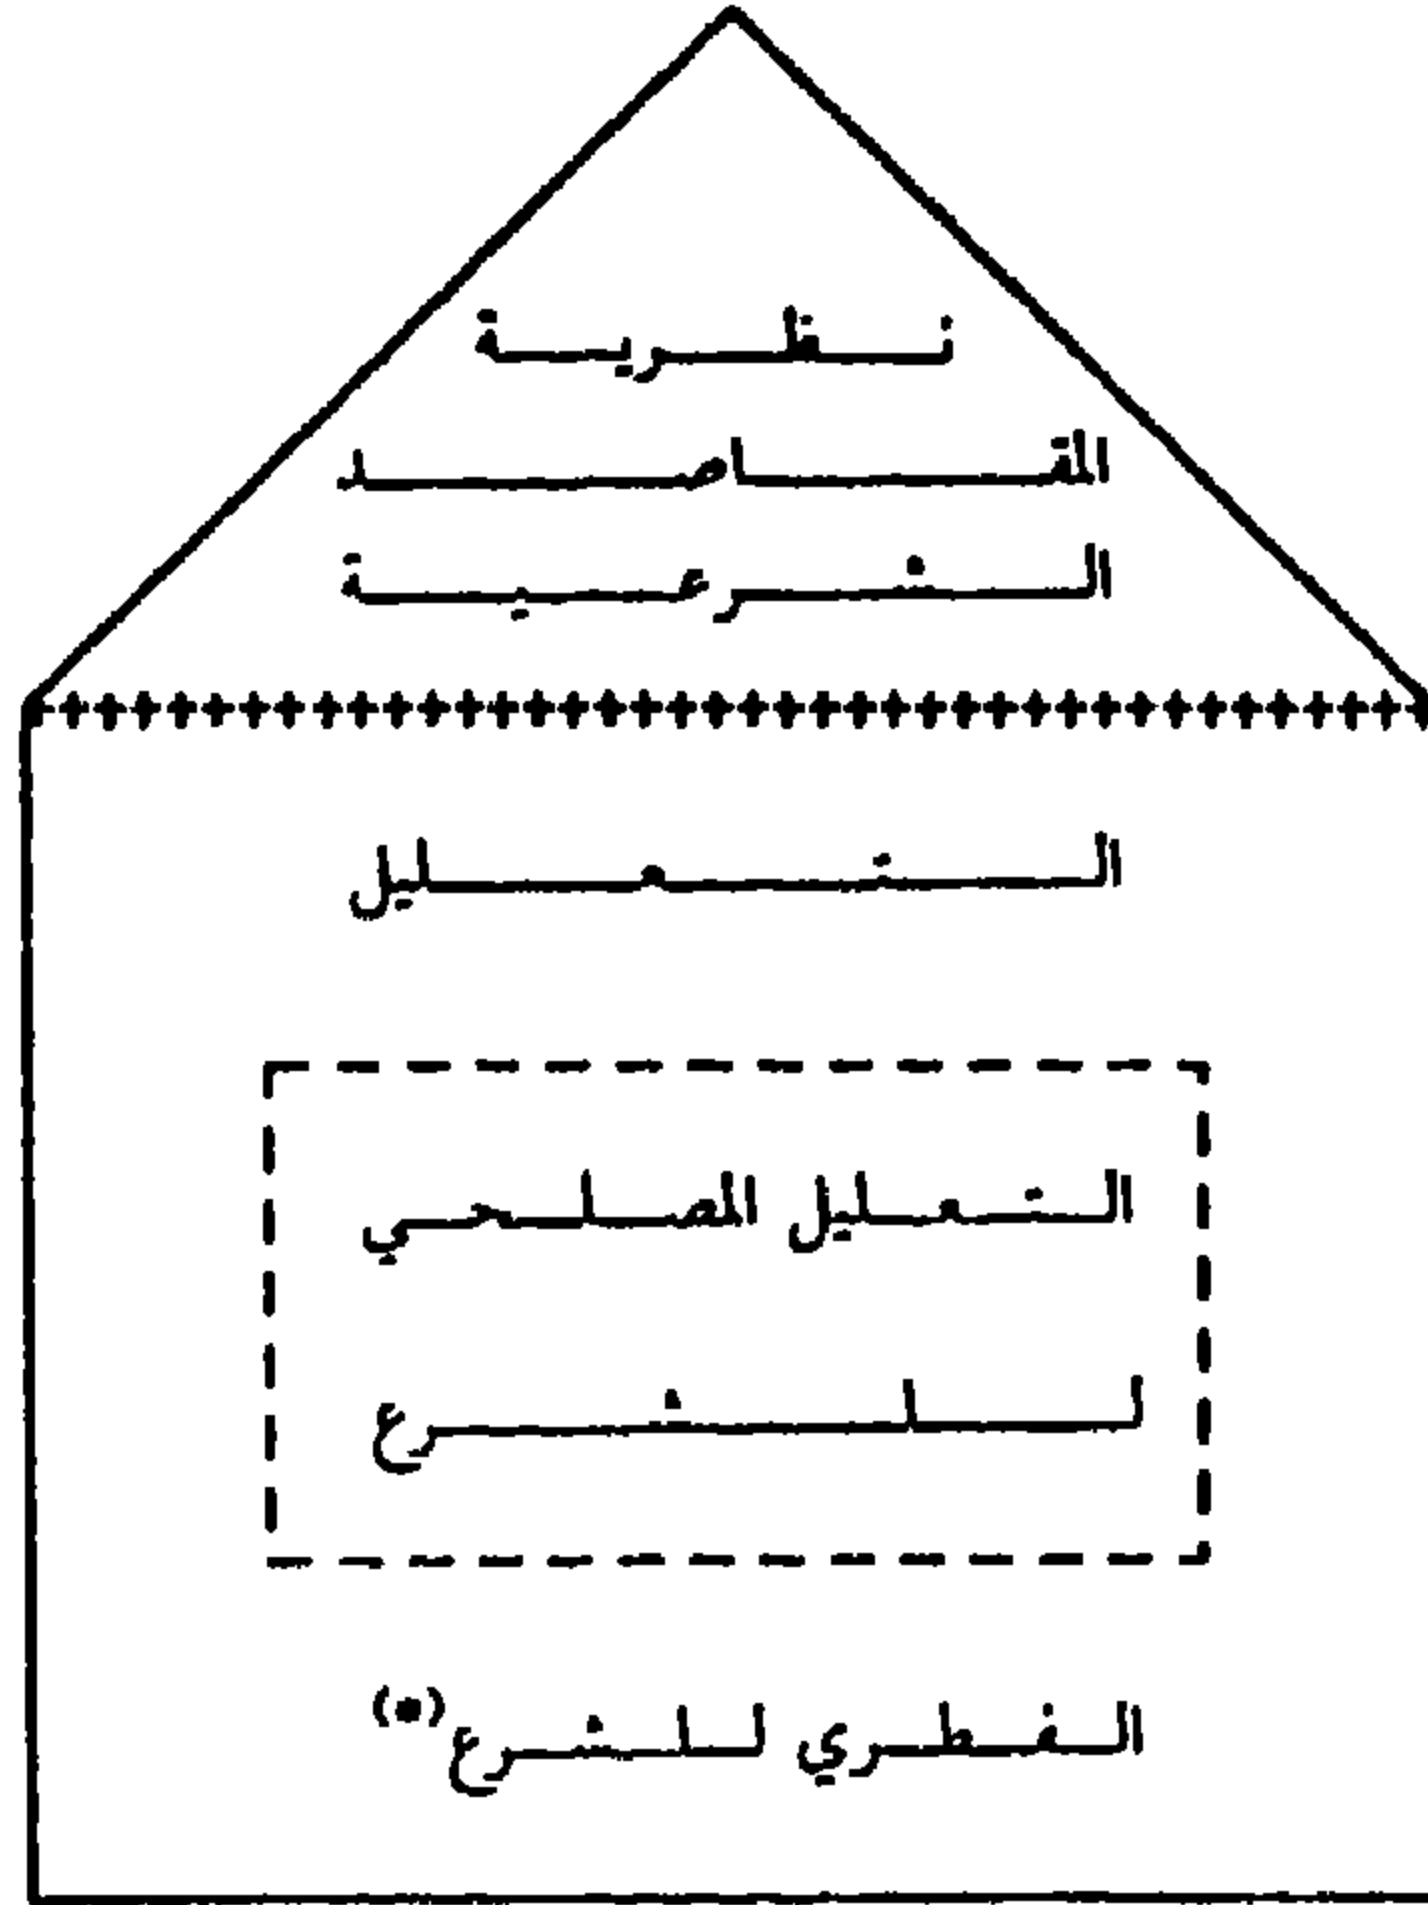 نظرية
المقاصد
الشرعية
التعليل
التعليل المصلحي
للشرع
الفطري للشرع(*)